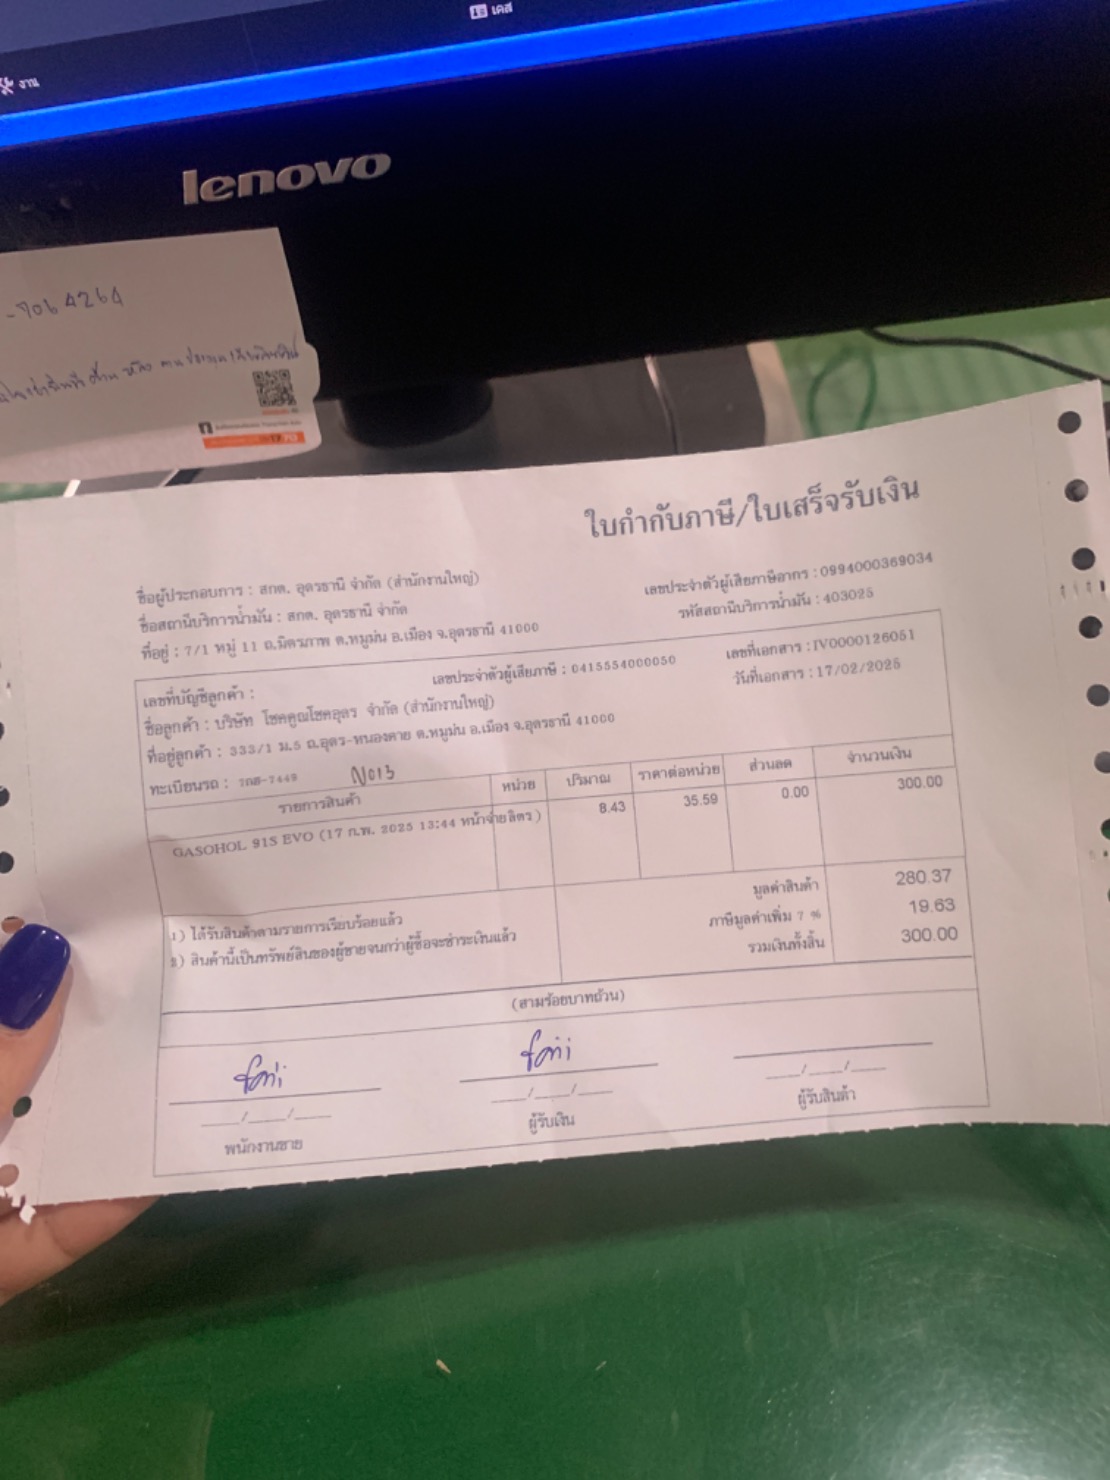 เคส
งาน
lenovo
-706 4264
ใบกำกับภาษี/ใบเสร็จรับเงิน
ชื่อผู้ประกอบการ : สกต. อุดรธานี จำกัด (สำนักงานใหญ่)
เลขประจำตัวผู้เสียภาษีอากร : 0994000369034
ชื่อสถานีบริการน้ำมัน : สกต. อุดรธานี จำกัด
รหัสสถานีบริการน้ำมัน : 403025
ที่อยู่ : 7/1 หมู่ 11 ถ.มิตรภาพ ต.หมูม่น อ.เมือง จ.อุดรธานี 41000
เลขที่บัญชีลูกค้า :
เลขประจำตัวผู้เสียภาษี : 0415554000050
เลขที่เอกสาร : IV0000126051
ชื่อลูกค้า : บริษัท โชคคูณโชคอุดร จำกัด (สำนักงานใหญ่)
วันที่เอกสาร : 17/02/2025
ที่อยู่ลูกค้า : 333/1 ม.5 ถ.อุดร-หนองคาย ต.หมูม่น อ.เมือง จ.อุดรธานี 41000
ทะเบียนรถ : -7449 N013
รายการสินค้า หน่วย ปริมาณ ราคาต่อหน่วย ส่วนลด จำนวนเงิน
GASOHOL 91S EVO (17 ก.พ. 2025 13:44 หน้าจ่าย ลิตร ) 8.43 35.59 0.00 300.00
1) ได้รับสินค้าตามรายการเรียบร้อยแล้ว
2) สินค้านี้เป็นทรัพย์สินของผู้ขายจนกว่าผู้ซื้อจะชำระเงินแล้ว
มูลค่าสินค้า 280.37
ภาษีมูลค่าเพิ่ม 7 % 19.63
รวมเงินทั้งสิ้น 300.00
(สามร้อยบาทถ้วน)
___/___/___ ___/___/___ ___/___/___
พนักงานขาย ผู้รับเงิน ผู้รับสินค้า